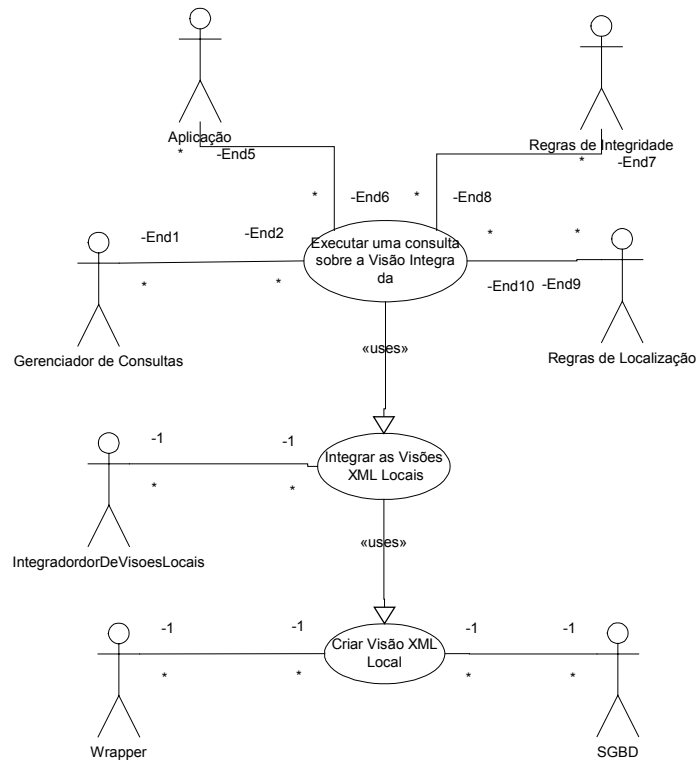 Aplicação
Regras de Integridade
* -End5
* -End7
* -End6 * -End8
Executar uma consulta
sobre a Visão Integra
da
-End1 -End2
* *
* *
-End10 -End9
Gerenciador de Consultas
Regras de Localização
«uses»
-1 -1
* *
Integrar as Visões
XML Locais
IntegradordorDeVisoesLocais
«uses»
-1 -1 -1 -1
Criar Visão XML
Local
* * * *
Wrapper
SGBD